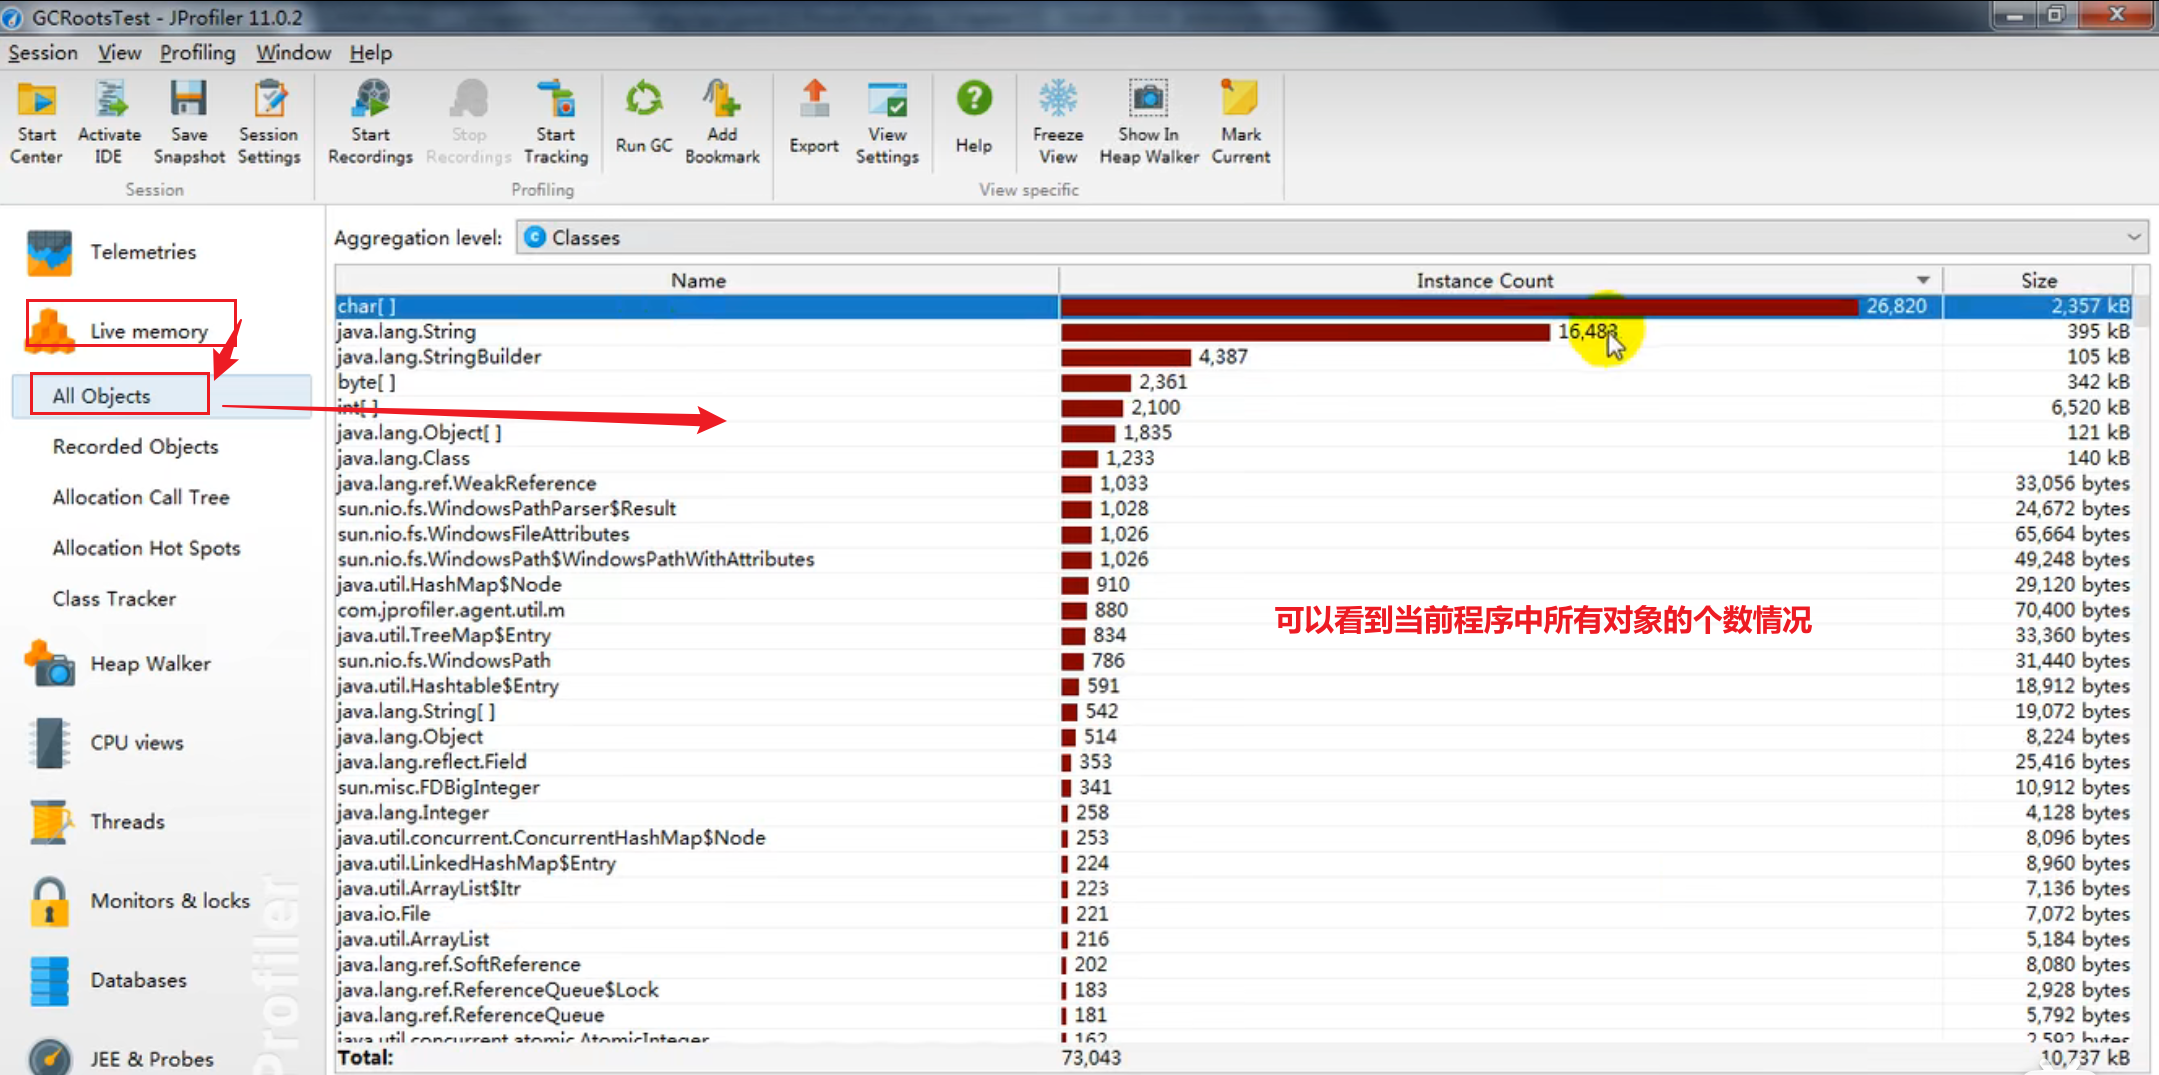 GCRootsTest - JProfiler 11.0.2
Session View Profiling Window Help
Start Center
Activate IDE
Save Snapshot
Session Settings
Start Recordings
Stop Recordings
Start Tracking
Run GC
Add Bookmark
Export
View Settings
Help
Freeze View
Show In Heap Walker
Mark Current
Session
Profiling
View specific
Telemetries
Live memory
All Objects
Recorded Objects
Allocation Call Tree
Allocation Hot Spots
Class Tracker
Heap Walker
CPU views
Threads
Monitors & locks
Databases
JEE & Probes
Profiler
Aggregation level: Classes
Name Instance Count Size
char[ ] 26,820 2,357 kB
java.lang.String 16,483 395 kB
java.lang.StringBuilder 4,387 105 kB
byte[ ] 2,361 342 kB
int[ ] 2,100 6,520 kB
java.lang.Object[ ] 1,835 121 kB
java.lang.Class 1,233 140 kB
java.lang.ref.WeakReference 1,033 33,056 bytes
sun.nio.fs.WindowsPathParser$Result 1,028 24,672 bytes
sun.nio.fs.WindowsFileAttributes 1,026 65,664 bytes
sun.nio.fs.WindowsPath$WindowsPathWithAttributes 1,026 49,248 bytes
java.util.HashMap$Node 910 29,120 bytes
com.jprofiler.agent.util.m 880 70,400 bytes
java.util.TreeMap$Entry 834 33,360 bytes
sun.nio.fs.WindowsPath 786 31,440 bytes
java.util.Hashtable$Entry 591 18,912 bytes
java.lang.String[ ] 542 19,072 bytes
java.lang.Object 514 8,224 bytes
java.lang.reflect.Field 353 25,416 bytes
sun.misc.FDBigInteger 341 10,912 bytes
java.lang.Integer 258 4,128 bytes
java.util.concurrent.ConcurrentHashMap$Node 253 8,096 bytes
java.util.LinkedHashMap$Entry 224 8,960 bytes
java.util.ArrayList$Itr 223 7,136 bytes
java.io.File 221 7,072 bytes
java.util.ArrayList 216 5,184 bytes
java.lang.ref.SoftReference 202 8,080 bytes
java.lang.ref.ReferenceQueue$Lock 183 2,928 bytes
java.lang.ref.ReferenceQueue 181 5,792 bytes
java.util.concurrent.atomic.AtomicInteger 162 2,592 bytes
Total: 73,043 10,737 kB
可以看到当前程序中所有对象的个数情况